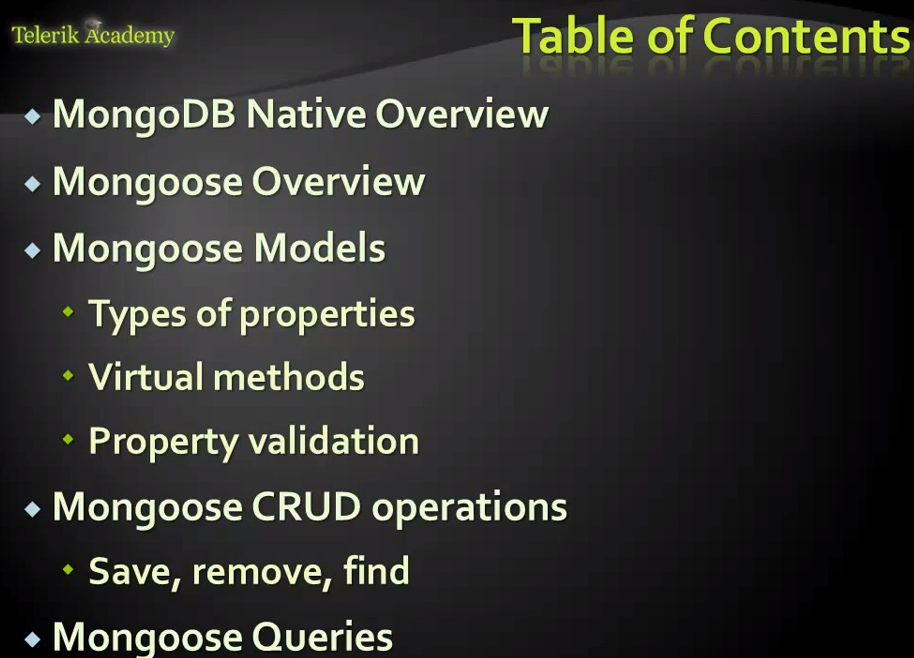 Telerik Academy
Table of Contents
MongoDB Native Overview
Mongoose Overview
Mongoose Models
Types of properties
Virtual methods
Property validation
Mongoose CRUD operations
Save, remove, find
Mongoose Queries